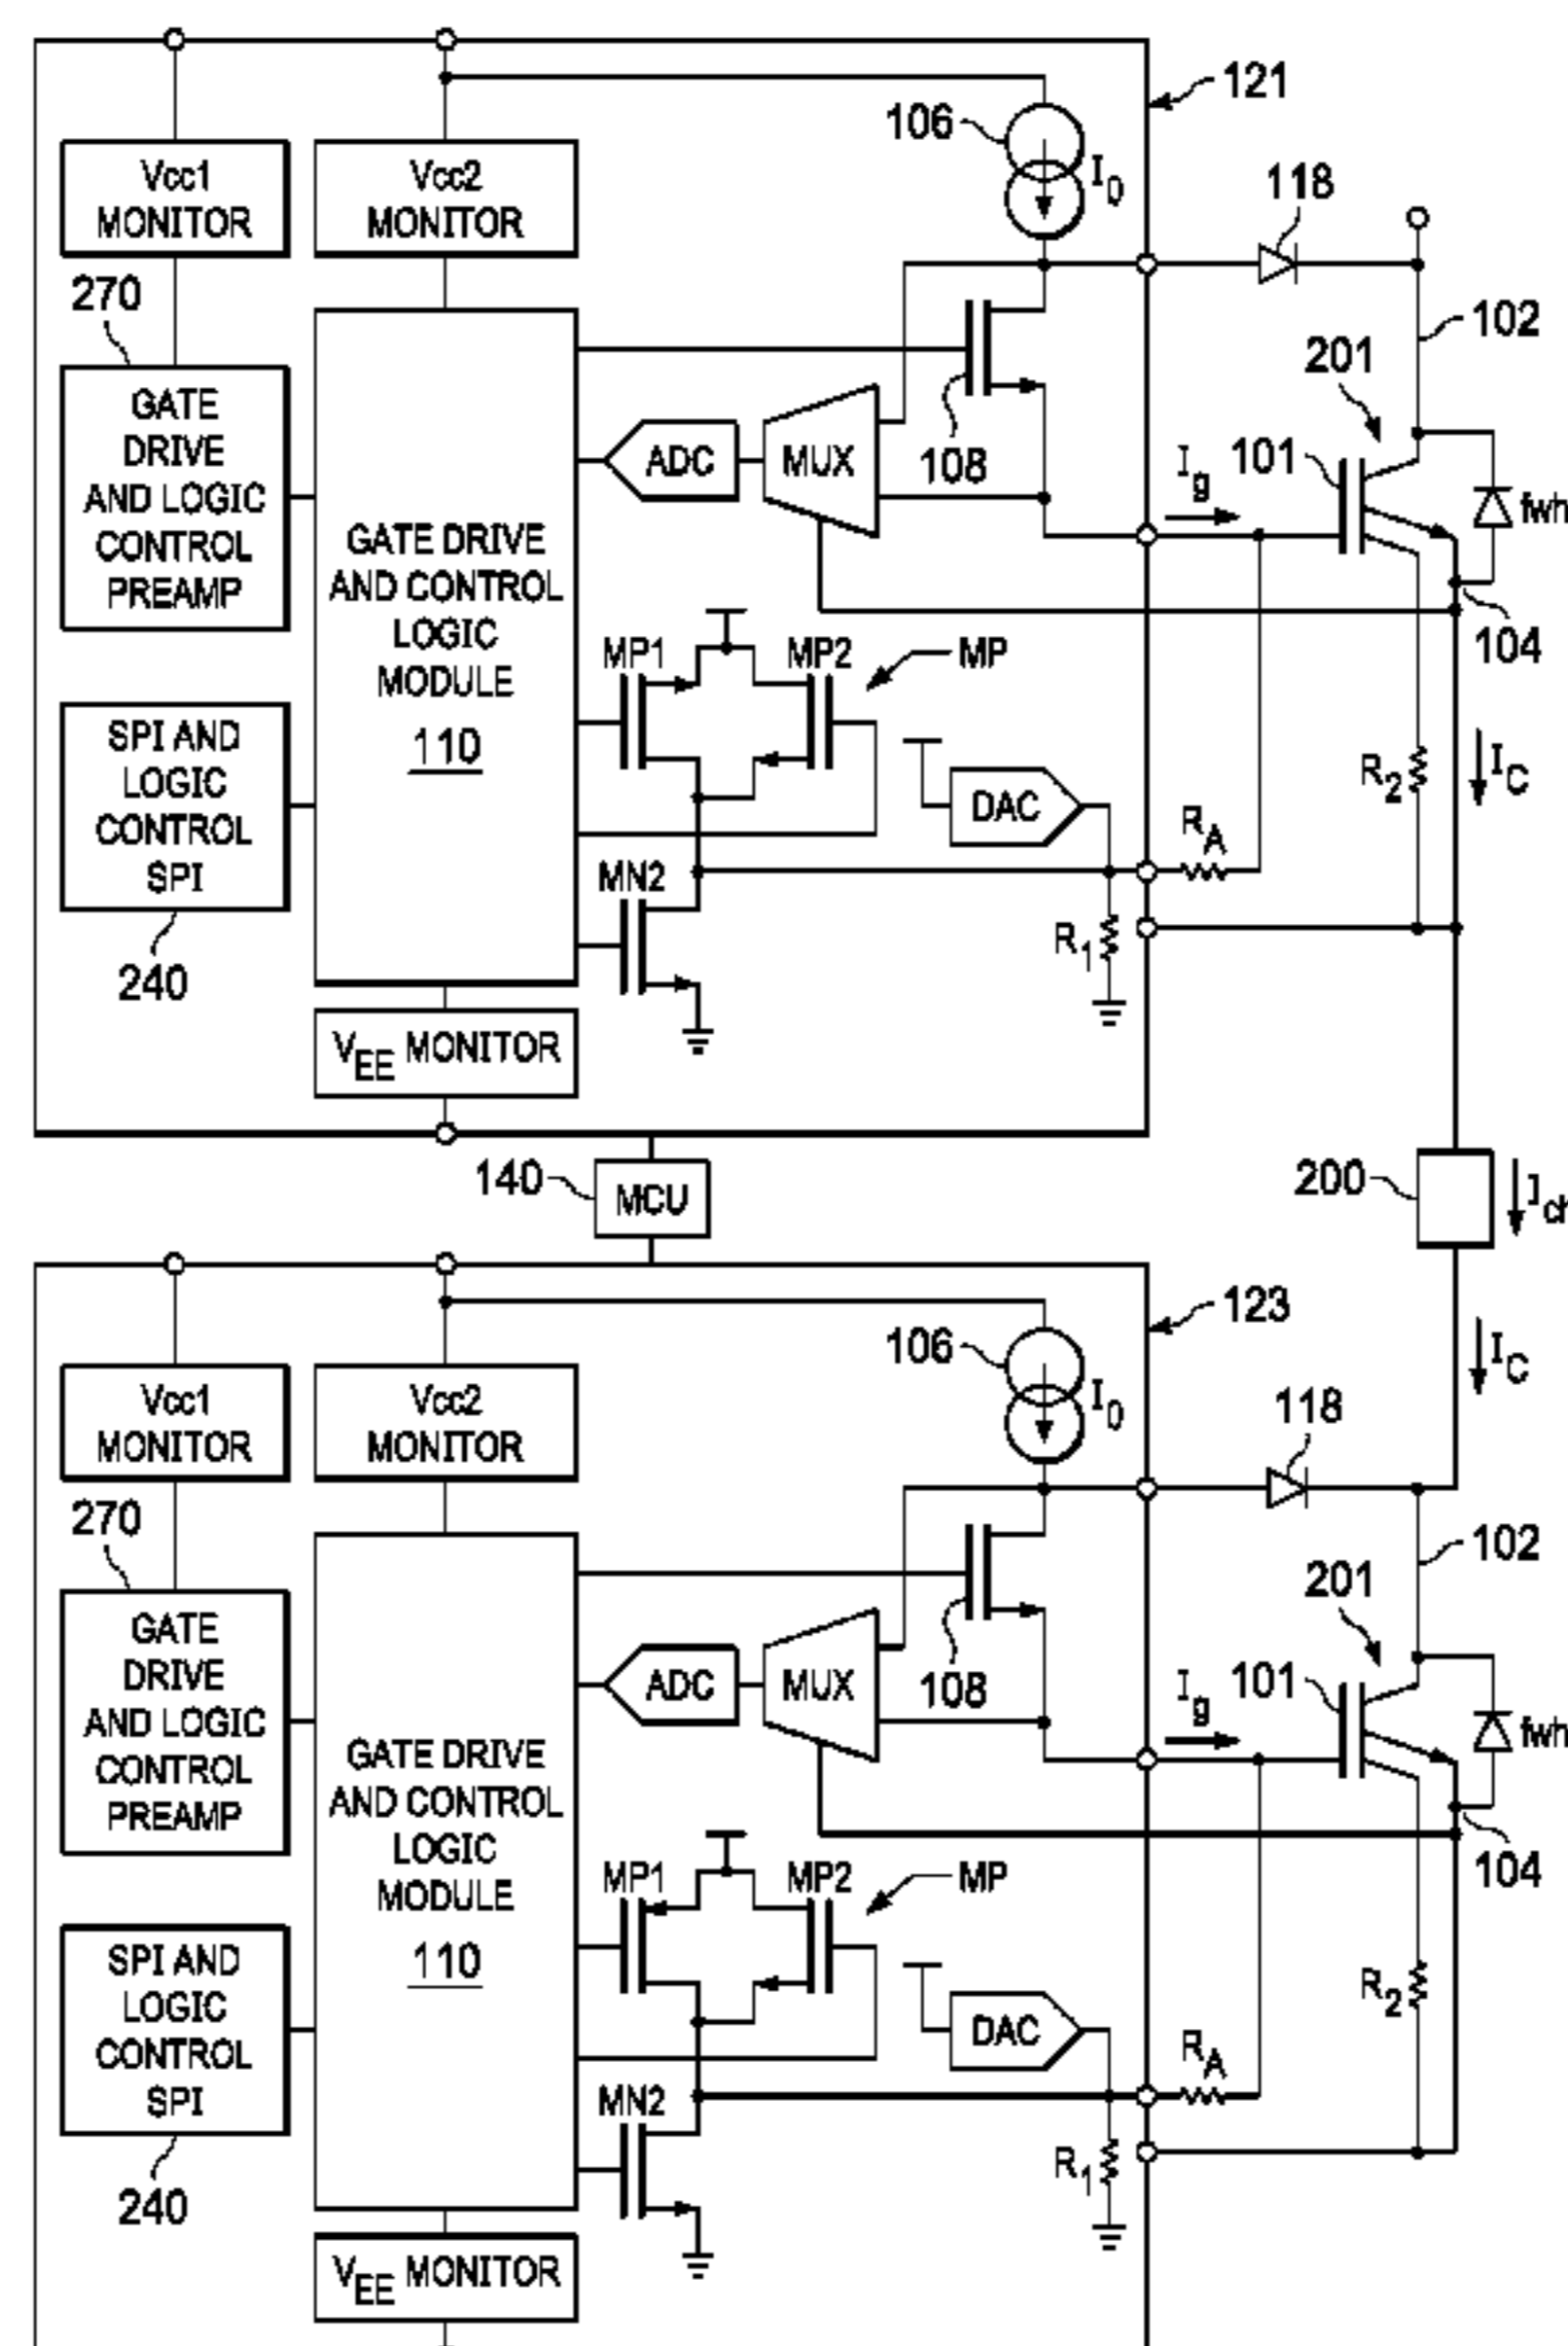 121
106
I0
118
Vcc1
MONITOR
Vcc2
MONITOR
270
102
201
GATE
DRIVE
AND LOGIC
CONTROL
PREAMP
ADC
MUX
108
Ig
101
fwh
GATE DRIVE
AND CONTROL
LOGIC
MODULE
110
104
MP1
MP2
MP
SPI AND
LOGIC
CONTROL
SPI
DAC
RA
R2
IC
MN2
R1
240
VEE MONITOR
140
MCU
200
Ich
123
IC
106
I0
118
Vcc1
MONITOR
Vcc2
MONITOR
270
102
201
GATE
DRIVE
AND LOGIC
CONTROL
PREAMP
ADC
MUX
108
Ig
101
fwh
GATE DRIVE
AND CONTROL
LOGIC
MODULE
110
104
MP1
MP2
MP
SPI AND
LOGIC
CONTROL
SPI
DAC
RA
R2
MN2
R1
240
VEE MONITOR